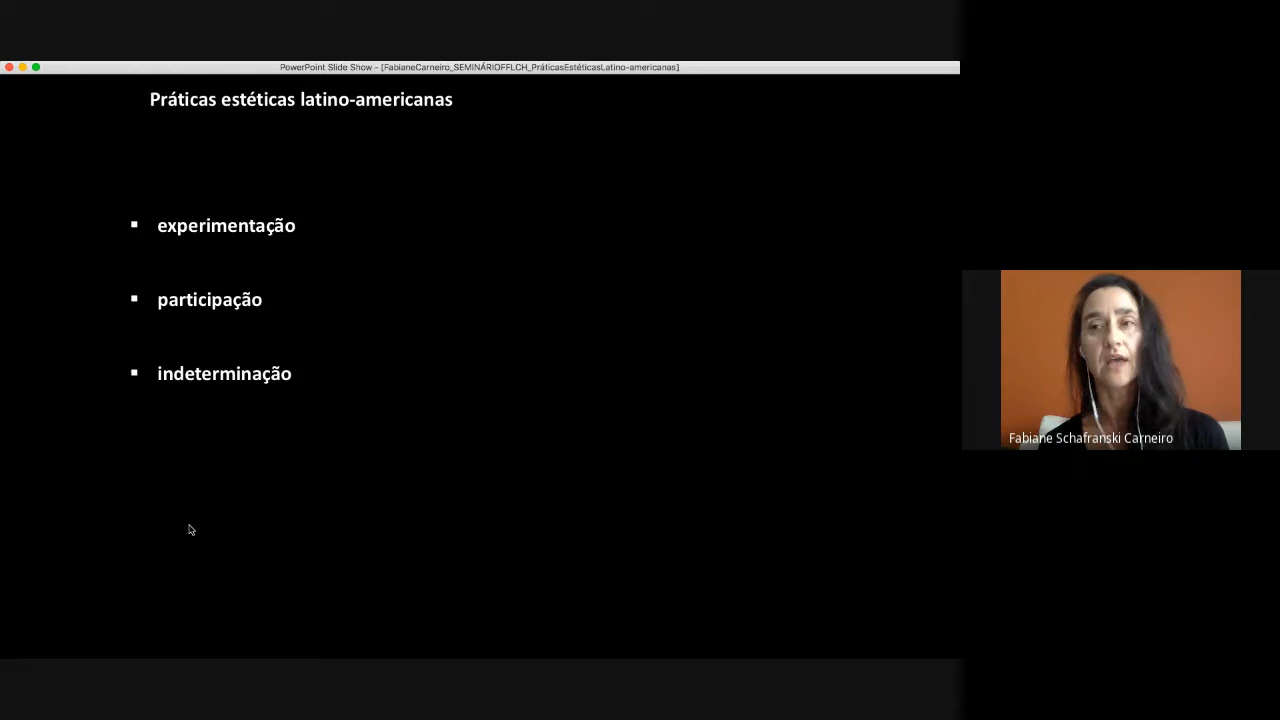 PowerPoint Slide Show - [FabianeCarneiro_SEMINÁRIOFFLCH_PráticasEstéticasLatino-americanas]
Práticas estéticas latino-americanas
▪ experimentação
▪ participação
▪ indeterminação
Fabiane Schafranski Carneiro